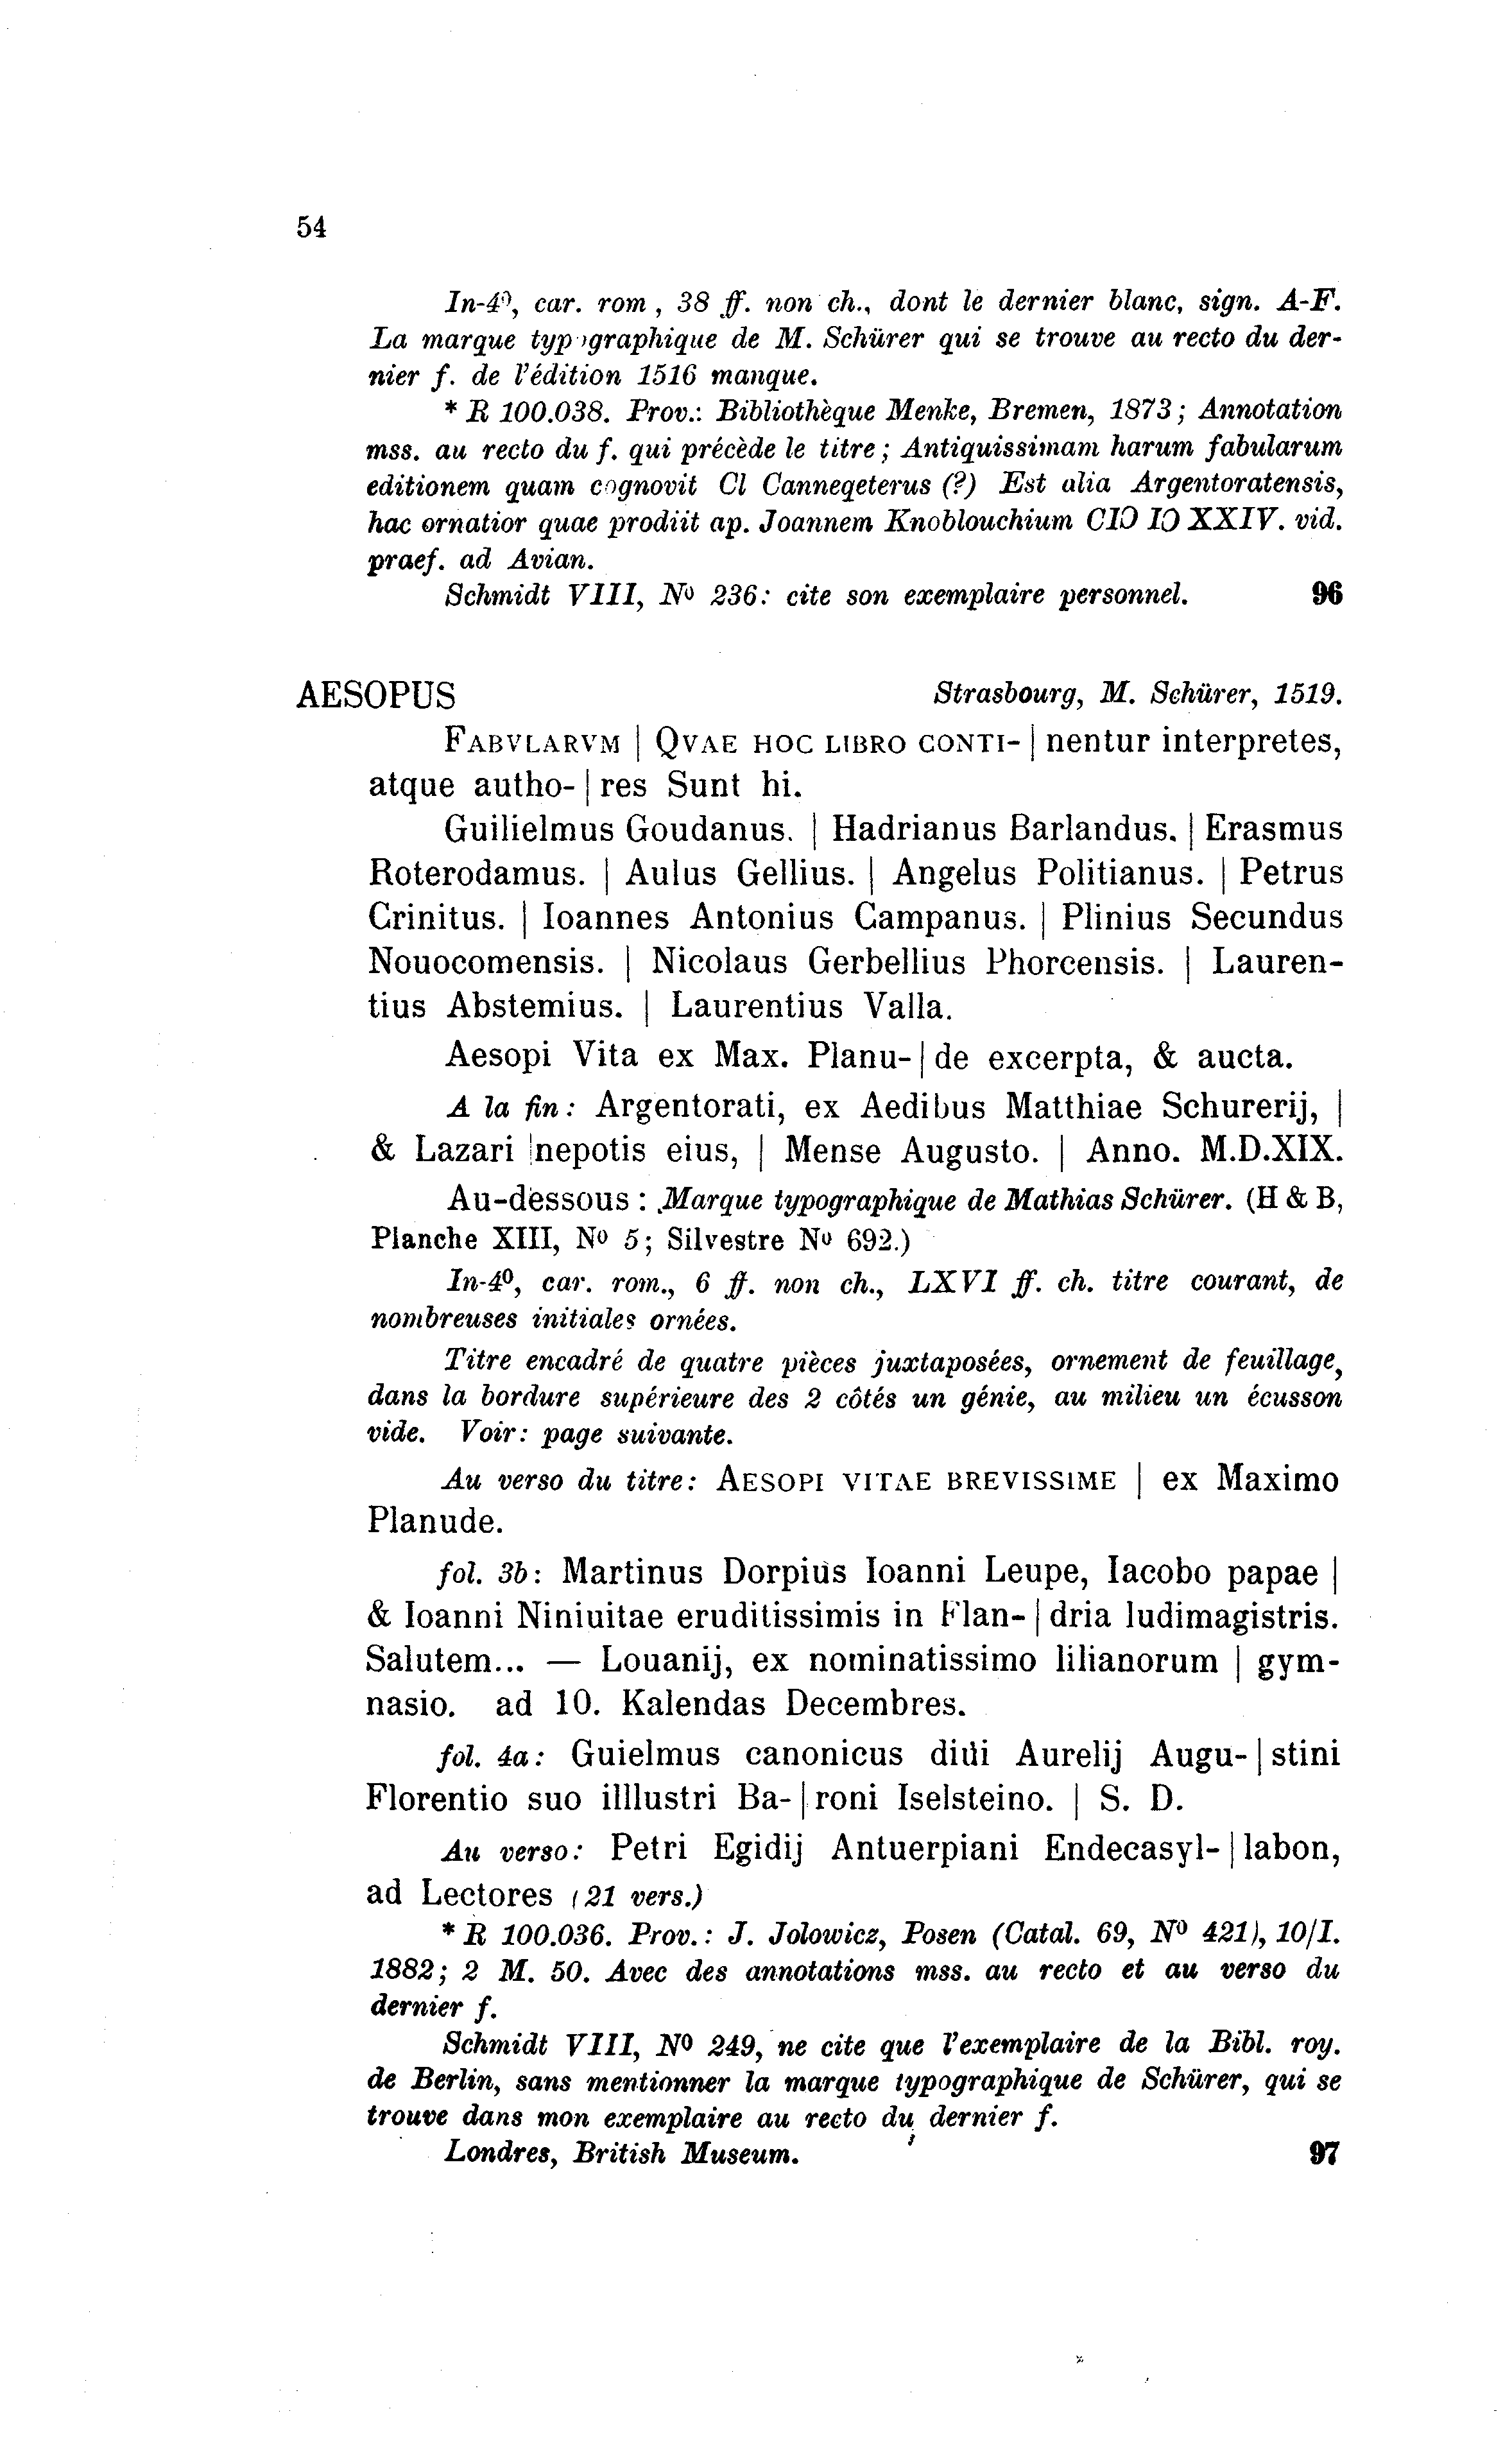 54
In-4º, car. rom, 38 ff. non ch., dont le dernier blanc, sign. A-F.
La marque typographique de M. Schürer qui se trouve au recto du der-
nier f. de l'édition 1516 manque.
* R 100.038. Prov.: Bibliothèque Menke, Bremen, 1873; Annotation
mss. au recto du f. qui précède le titre; Antiquissimam harum fabularum
editionem quam cognovit Cl Canneqeterus (?) Est alia Argentoratensis,
hac ornatior quae prodiit ap. Joannem Knoblouchium CIƆ IƆ XXIV. vid.
praef. ad Avian.
Schmidt VIII, Nº 236: cite son exemplaire personnel. 96
AESOPUS Strasbourg, M. Schürer, 1519.
FABVLARVM | QVAE HOC LIBRO CONTI- | nentur interpretes,
atque autho- | res Sunt hi.
Guilielmus Goudanus. | Hadrianus Barlandus. | Erasmus
Roterodamus. | Aulus Gellius. | Angelus Politianus. | Petrus
Crinitus. | Ioannes Antonius Campanus. | Plinius Secundus
Nouocomensis. | Nicolaus Gerbellius Phorcensis. | Lauren-
tius Abstemius. | Laurentius Valla.
Aesopi Vita ex Max. Planu- | de excerpta, & aucta.
A la fin: Argentorati, ex Aedibus Matthiae Schurerij, |
& Lazari | nepotis eius, | Mense Augusto. | Anno. M.D.XIX.
Au-dessous: Marque typographique de Mathias Schürer. (H & B,
Planche XIII, Nº 5; Silvestre Nº 692.)
In-4º, car. rom., 6 ff. non ch., LXVI ff. ch. titre courant, de
nombreuses initiales ornées.
Titre encadré de quatre pièces juxtaposées, ornement de feuillage,
dans la bordure supérieure des 2 côtés un génie, au milieu un écusson
vide. Voir: page suivante.
Au verso du titre: AESOPI VITAE BREVISSIME | ex Maximo
Planude.
fol. 3b: Martinus Dorpius Ioanni Leupe, Iacobo papae |
& Ioanni Niniuitae eruditissimis in Flan- | dria ludimagistris.
Salutem... — Louanij, ex nominatissimo lilianorum | gym-
nasio. ad 10. Kalendas Decembres.
fol. 4a: Guielmus canonicus diui Aurelij Augu- | stini
Florentio suo illlustri Ba- | roni Iselsteino. | S. D.
Au verso: Petri Egidij Antuerpiani Endecasyl- | labon,
ad Lectores (21 vers.)
* R 100.036. Prov.: J. Jolowicz, Posen (Catal. 69, Nº 421), 10/I.
1882; 2 M. 50. Avec des annotations mss. au recto et au verso du
dernier f.
Schmidt VIII, Nº 249, ne cite que l'exemplaire de la Bibl. roy.
de Berlin, sans mentionner la marque typographique de Schürer, qui se
trouve dans mon exemplaire au recto du dernier f.
Londres, British Museum. 97